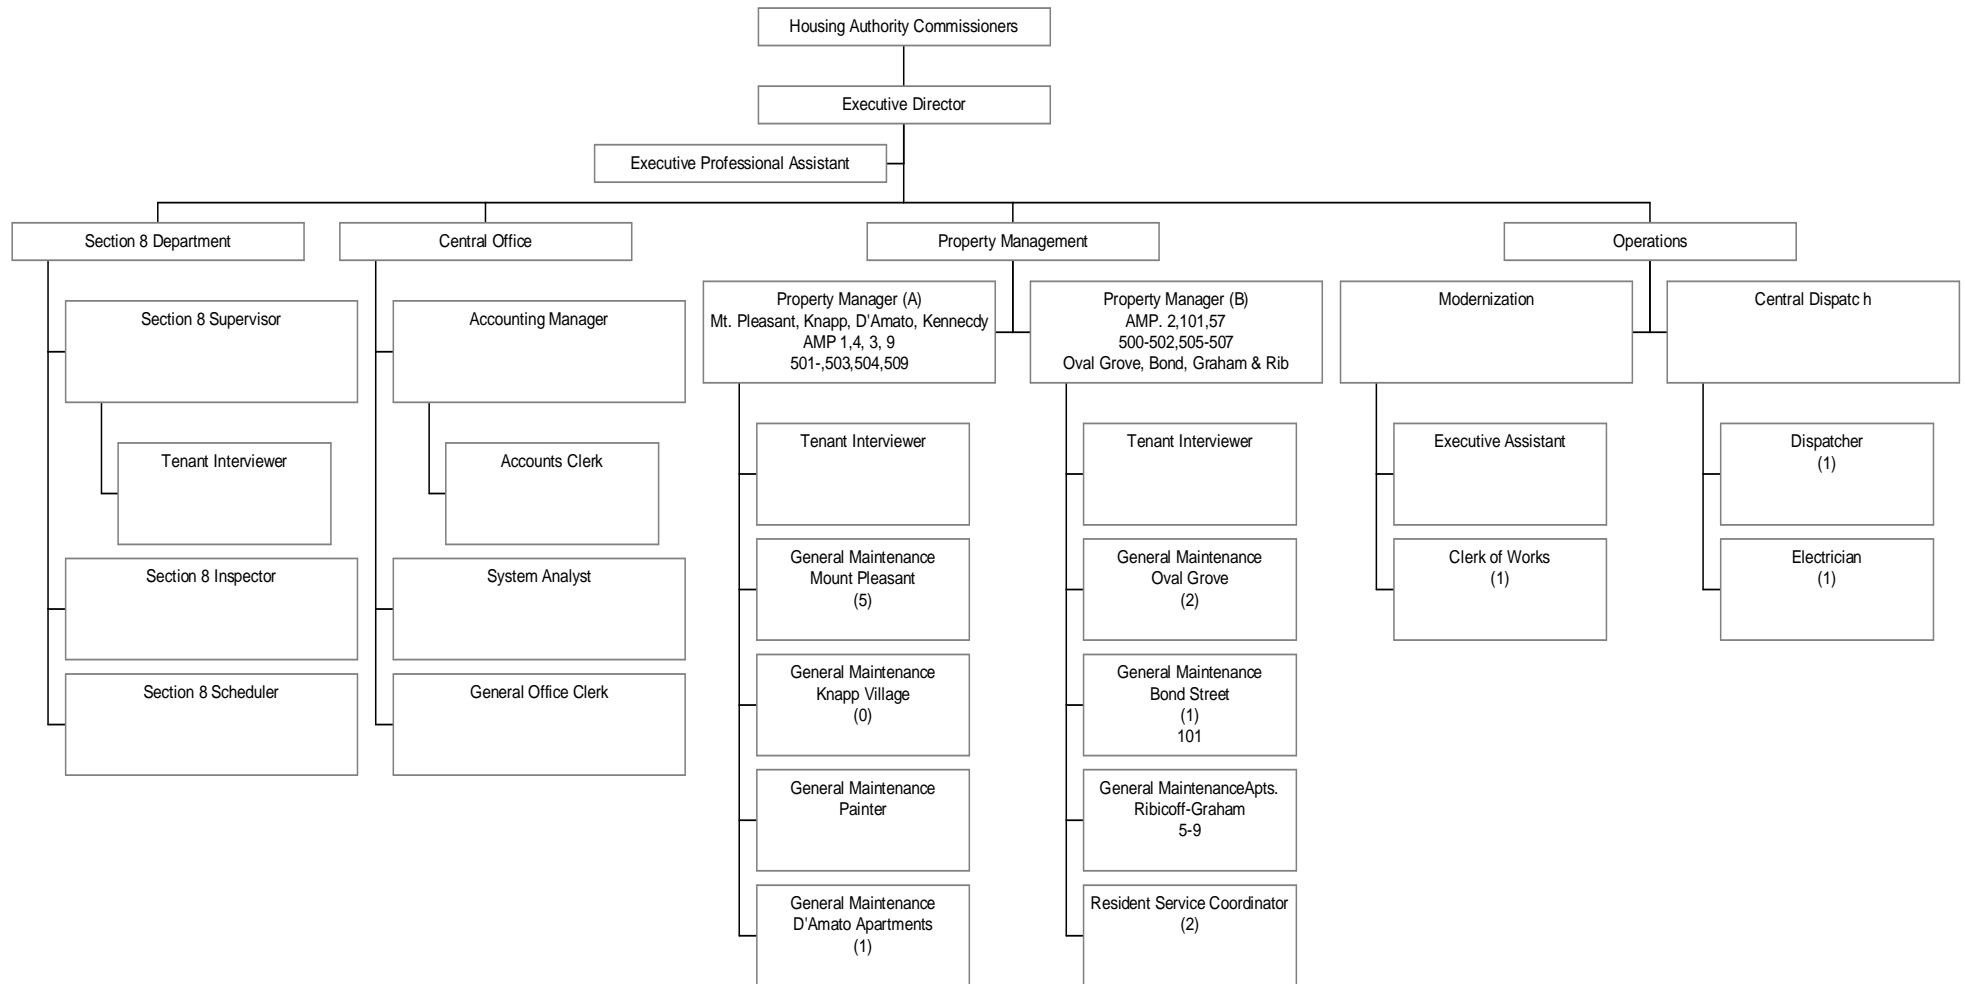 Housing Authority Commissioners
Executive Director
Executive Professional Assistant
Section 8 Department
Section 8 Supervisor
Tenant Interviewer
Section 8 Inspector
Section 8 Scheduler
Central Office
Accounting Manager
Accounts Clerk
System Analyst
General Office Clerk
Property Management
Property Manager (A)
Mt. Pleasant, Knapp, D'Amato, Kennecdy
AMP 1,4, 3, 9
501-,503,504,509
Tenant Interviewer
General Maintenance
Mount Pleasant
(5)
General Maintenance
Knapp Village
(0)
General Maintenance
Painter
General Maintenance
D'Amato Apartments
(1)
Property Manager (B)
AMP. 2,101,57
500-502,505-507
Oval Grove, Bond, Graham & Rib
Tenant Interviewer
General Maintenance
Oval Grove
(2)
General Maintenance
Bond Street
(1)
101
General MaintenanceApts.
Ribicoff-Graham
5-9
Resident Service Coordinator
(2)
Operations
Modernization
Executive Assistant
Clerk of Works
(1)
Central Dispatc h
Dispatcher
(1)
Electrician
(1)